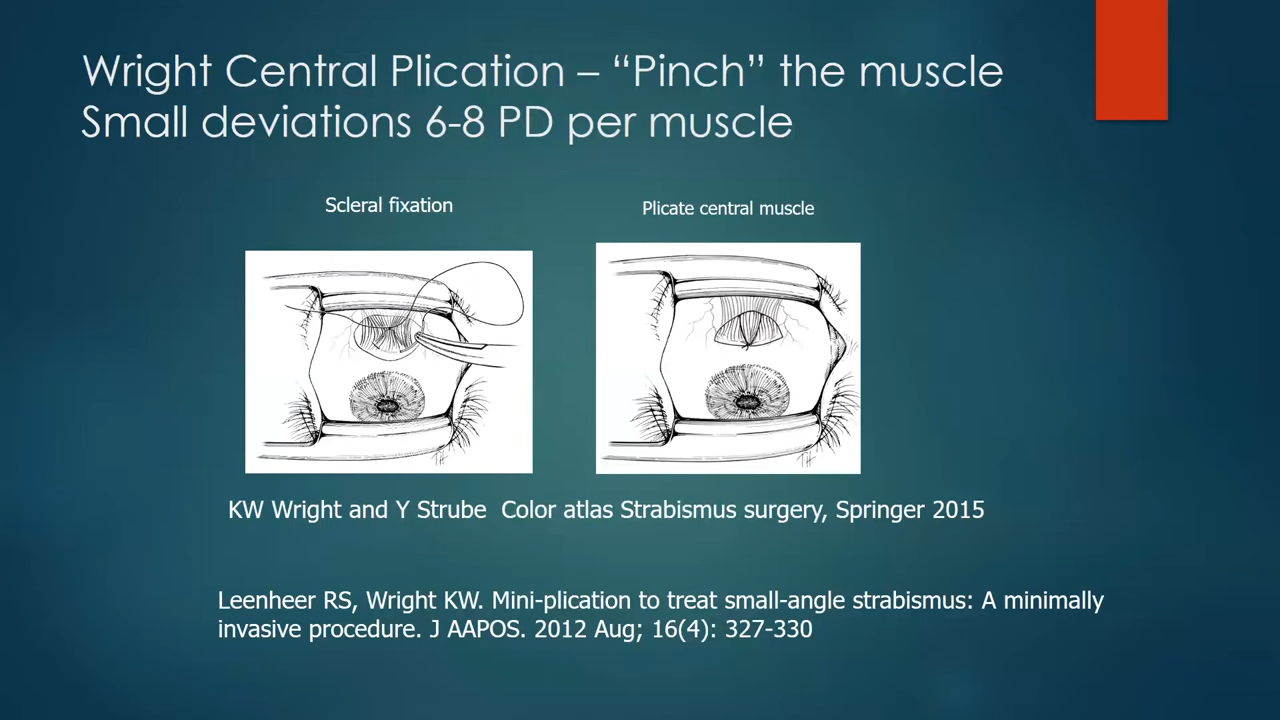 Wright Central Plication – “Pinch” the muscle
Small deviations 6-8 PD per muscle
Scleral fixation
Plicate central muscle
TH
TH
KW Wright and Y Strube  Color atlas Strabismus surgery, Springer 2015
Leenheer RS, Wright KW. Mini-plication to treat small-angle strabismus: A minimally
invasive procedure. J AAPOS. 2012 Aug; 16(4): 327-330